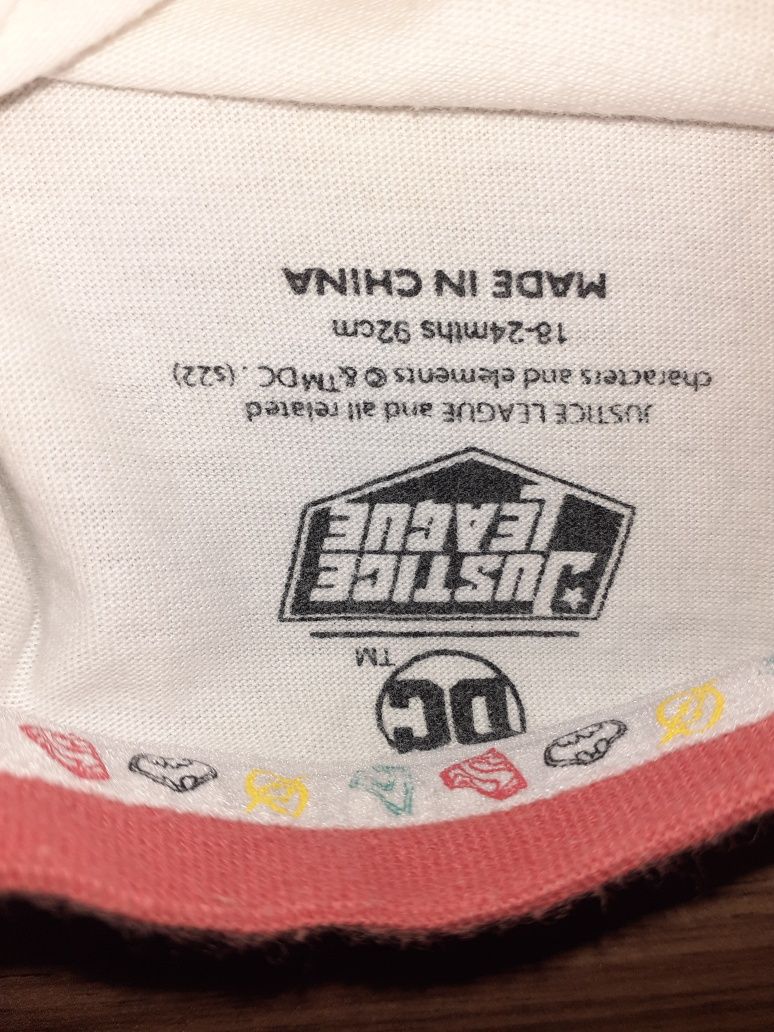 DC
TM
JUSTICE
LEAGUE
JUSTICE LEAGUE and all related
characters and elements © & TM DC. (s22)
18-24mths 92cm
MADE IN CHINA